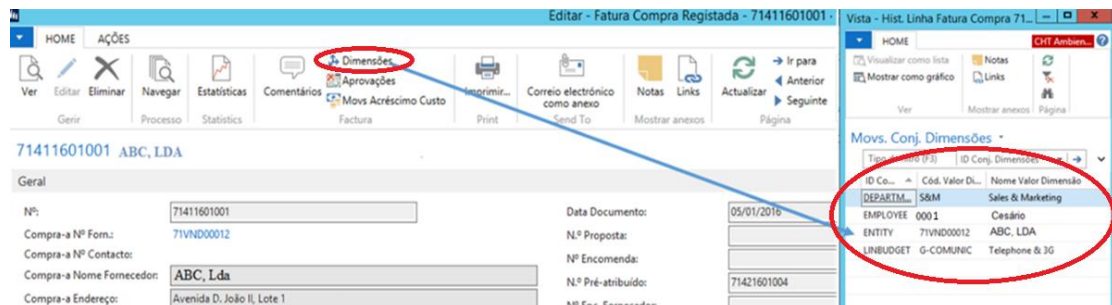 Editar - Fatura Compra Registada - 71411601001 ·
HOME AÇÕES
Ver Editar Eliminar Navegar Estatísticas Comentários
Dimensões
Aprovações
Movs Acréscimo Custo
Imprimir... Correio eletrónico como anexo Notas Links Actualizar
Ir para
Anterior
Seguinte
Gerir Processo Statistics Factura Print Send To Mostrar anexos Página
71411601001 ABC, LDA
Geral
Nº: 71411601001
Compra-a Nº Forn.: 71VND00012
Compra-a Nº Contacto:
Compra-a Nome Fornecedor: ABC, Lda
Compra-a Endereço: Avenida D. João II, Lote 1
Data Documento: 05/01/2016
N.º Proposta:
Nº Encomenda:
N.º Pré-atribuído: 71421601004
Vista - Hist. Linha Fatura Compra 71...
HOME CHT Ambien...
Visualizar como lista
Mostrar como gráfico
Notas
Links
Ver Mostrar anexos Página
Movs. Conj. Dimensões
(F3) ID Conj. Dimensões
ID Co... Cód. Valor Di... Nome Valor Dimensão
DEPARTM... S&M Sales & Marketing
EMPLOYEE 0001 Cesário
ENTITY 71VND00012 ABC, LDA
LINBUDGET G-COMUNIC Telephone & 3G